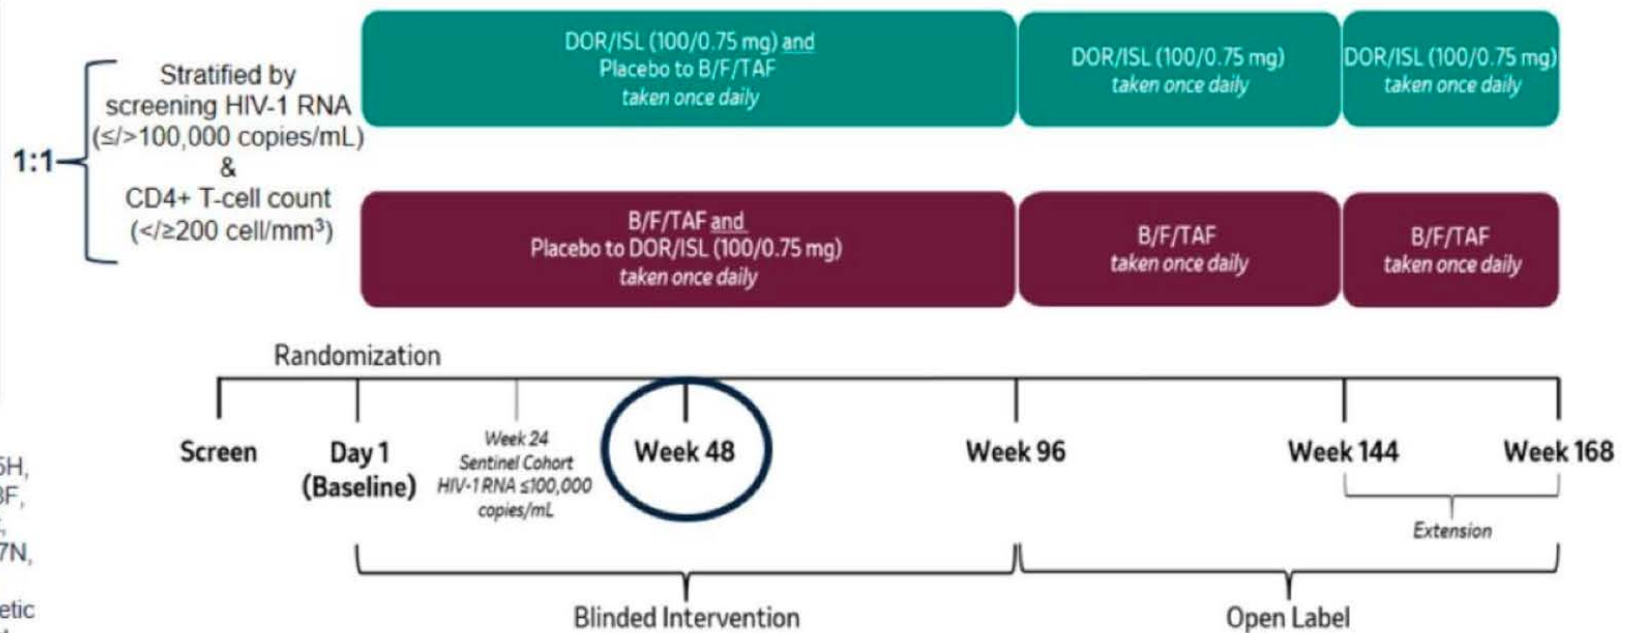 DOR/ISL (100/0.75 mg) and
Placebo to B/F/TAF
taken once daily
DOR/ISL (100/0.75 mg)
taken once daily
DOR/ISL (100/0.75 mg)
taken once daily
1:1
Stratified by
screening HIV-1 RNA
(≤/>100,000 copies/mL)
&
CD4+ T-cell count
(</≥200 cell/mm³)
B/F/TAF and
Placebo to DOR/ISL (100/0.75 mg)
taken once daily
B/F/TAF
taken once daily
B/F/TAF
taken once daily
Randomization
Screen
Day 1
(Baseline)
Week 24
Sentinel Cohort
HIV-1 RNA ≤100,000
copies/mL
Week 48
Week 96
Week 144
Week 168
Extension
Blinded Intervention
Open Label
7N,
etic